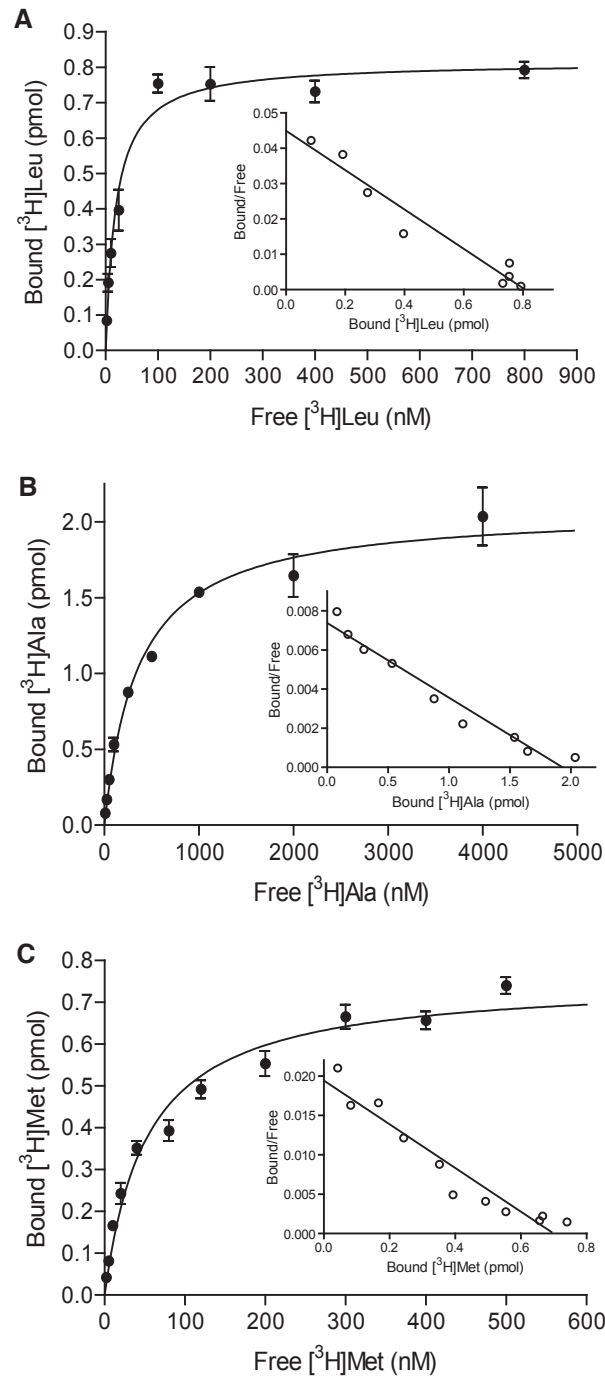 A
Bound [³H]Leu (pmol)
0.9
0.8
0.7
0.6
0.5
0.4
0.3
0.2
0.1
0.0
0 100 200 300 400 500 600 700 800 900
Free [³H]Leu (nM)
Bound/Free
0.05
0.04
0.03
0.02
0.01
0.00
0.0 0.2 0.4 0.6 0.8
Bound [³H]Leu (pmol)
B
Bound [³H]Ala (pmol)
2.0
1.5
1.0
0.5
0.0
0 1000 2000 3000 4000 5000
Free [³H]Ala (nM)
Bound/Free
0.008
0.006
0.004
0.002
0.000
0.0 0.5 1.0 1.5 2.0
Bound [³H]Ala (pmol)
C
Bound [³H]Met (pmol)
0.8
0.7
0.6
0.5
0.4
0.3
0.2
0.1
0.0
0 100 200 300 400 500 600
Free [³H]Met (nM)
Bound/Free
0.020
0.015
0.010
0.005
0.000
0.0 0.2 0.4 0.6 0.8
Bound [³H]Met (pmol)